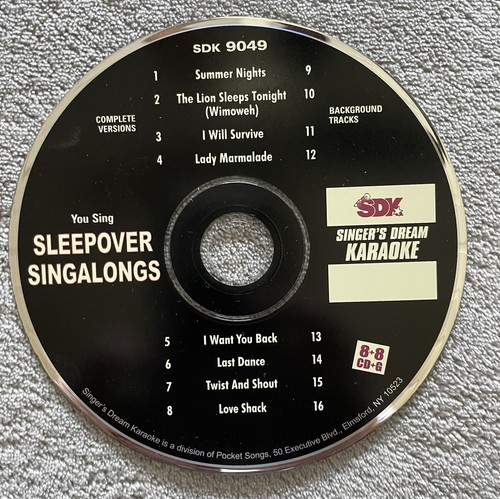 SDK 9049
1 Summer Nights 9
2 The Lion Sleeps Tonight 10
(Wimoweh)
COMPLETE
VERSIONS
BACKGROUND
TRACKS
3 I Will Survive 11
4 Lady Marmalade 12
You Sing
SLEEPOVER
SINGALONGS
SDK
SINGER'S DREAM
KARAOKE
5 I Want You Back 13
6 Last Dance 14
7 Twist And Shout 15
8 Love Shack 16
8+8
CD+G
Singer's Dream Karaoke is a division of Pocket Songs, 50 Executive Blvd., Elmsford, NY 10523